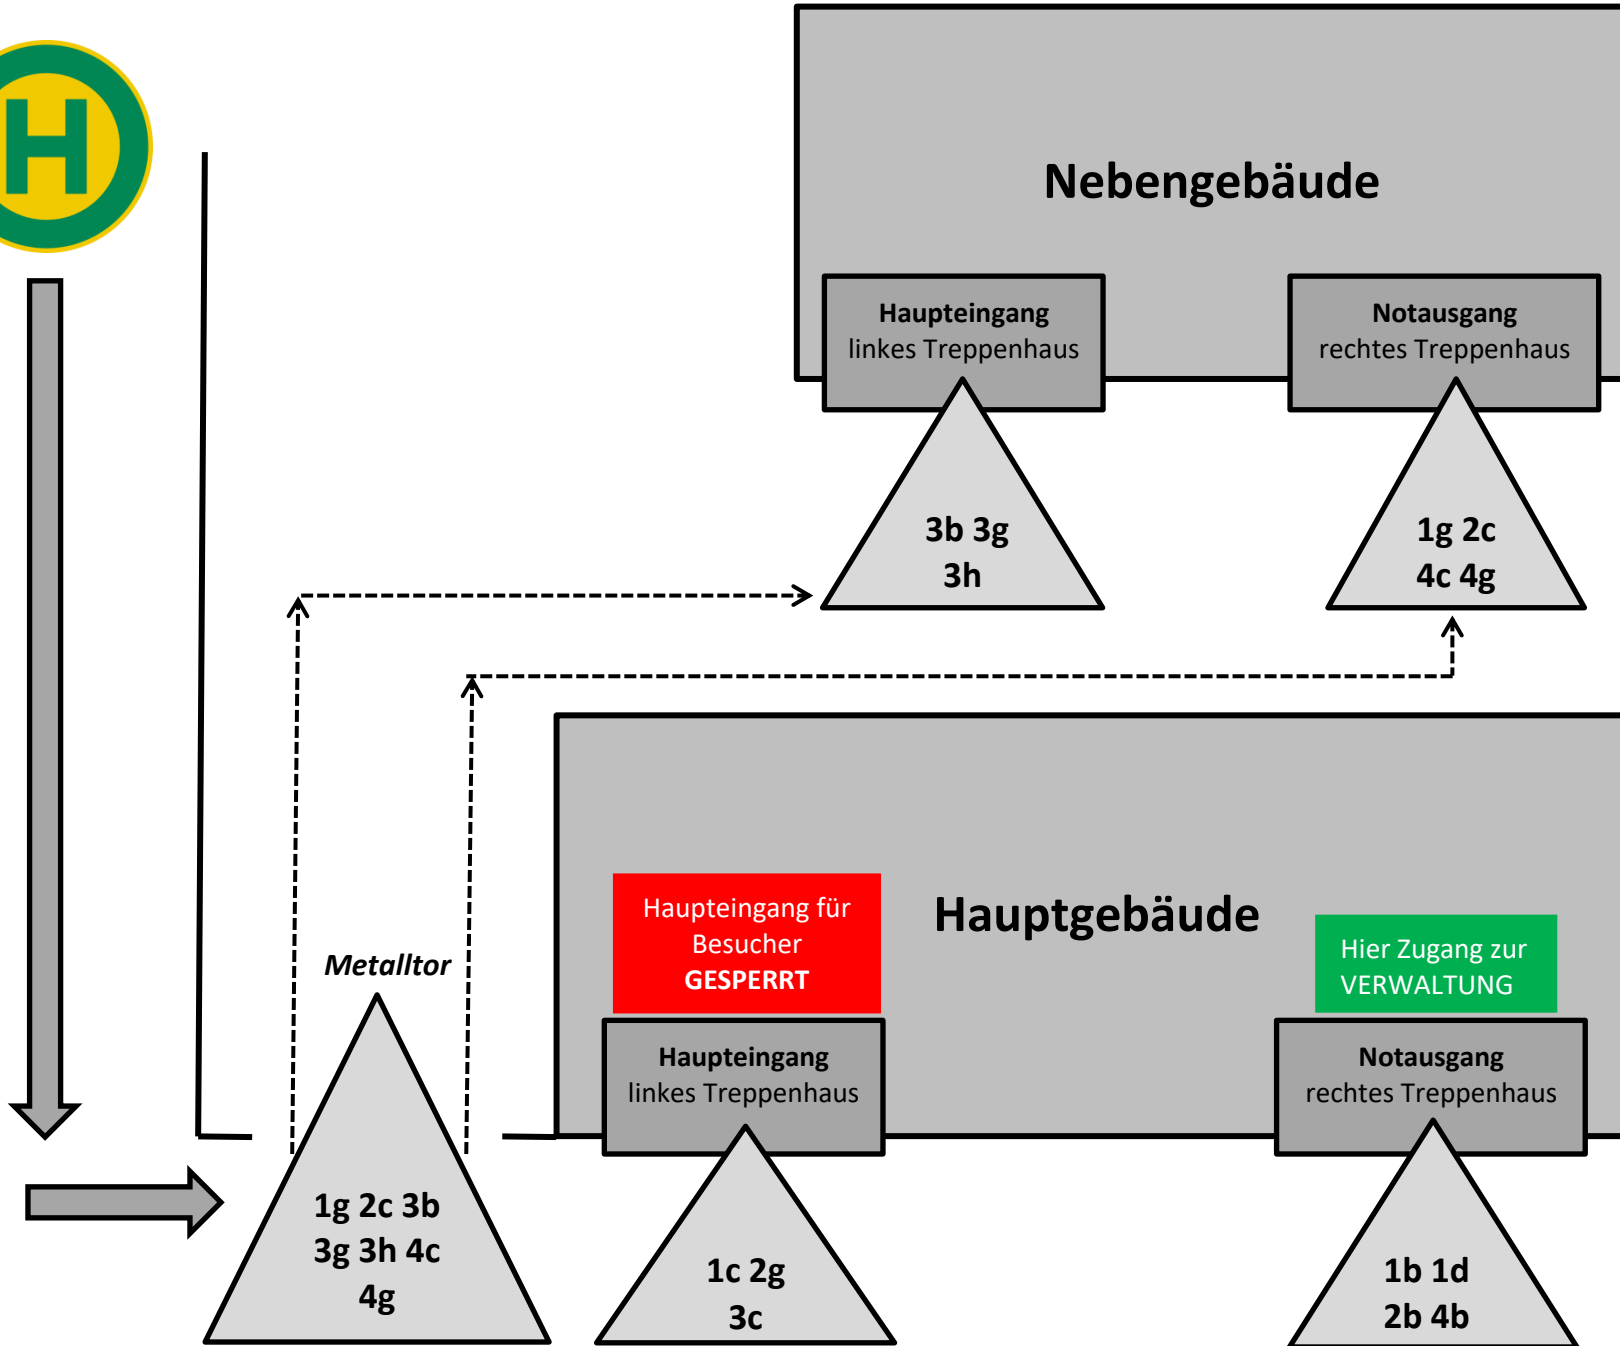 H
Nebengebäude
Haupteingang
linkes Treppenhaus
Notausgang
rechtes Treppenhaus
3b 3g
3h
1g 2c
4c 4g
Hauptgebäude
Haupteingang für
Besucher
GESPERRT
Hier Zugang zur
VERWALTUNG
Metalltor
Haupteingang
linkes Treppenhaus
Notausgang
rechtes Treppenhaus
1g 2c 3b
3g 3h 4c
4g
1c 2g
3c
1b 1d
2b 4b